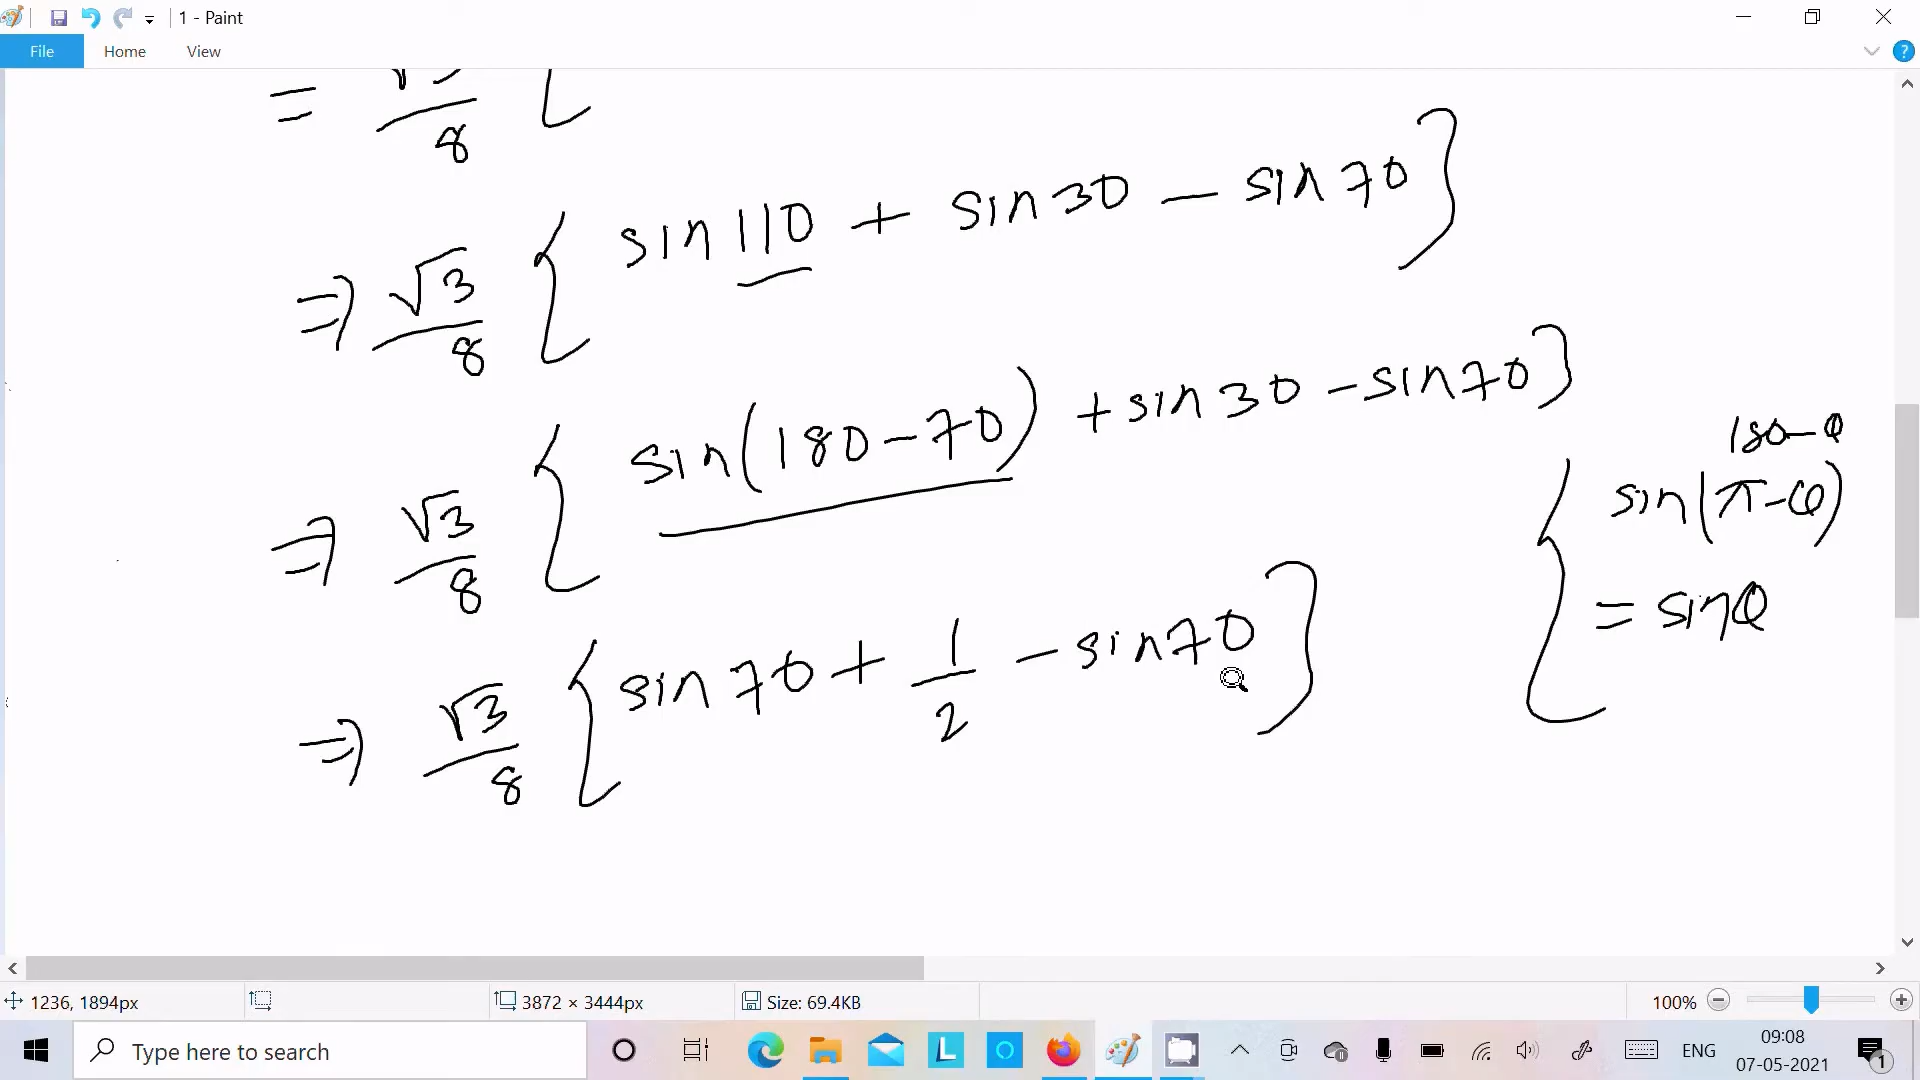 1 - Paint
File Home View
= √3/8 {
⇒ √3/8 { sin 110 + sin 30 - sin 70 }
⇒ √3/8 { sin(180-70) + sin 30 - sin 70 }
180-θ
{ sin(π-θ)
= sin θ
⇒ √3/8 { sin 70 + 1/2 - sin 70 }
1236, 1894px 3872 × 3444px Size: 69.4KB 100%
Type here to search L ENG 09:08
07-05-2021 1